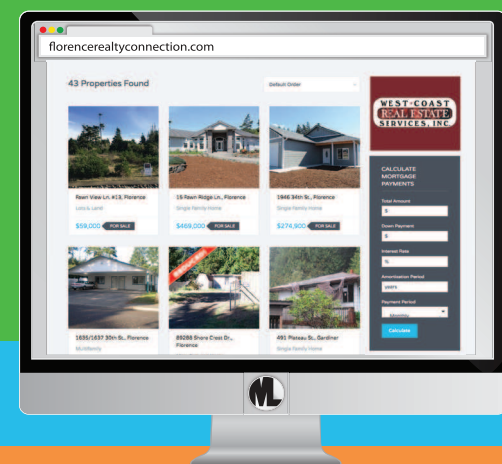 florencerealtyconnection.com
43 Properties Found
Default Order
WEST·COAST
REAL ESTATE
SERVICES, INC
Fawn View Ln. #13, Florence
Lots & Land
$59,000 FOR SALE
15 Fawn Ridge Ln., Florence
Single Family Home
$469,000 FOR SALE
1946 34th St., Florence
Single Family Home
$274,900 FOR SALE
CALCULATE
MORTGAGE
PAYMENTS
Total Amount
$
Down Payment
$
Interest Rate
%
Amortisation Period
years
Payment Period
Monthly
Calculate
1635/1637 30th St., Florence
Multifamily
89288 Shore Crest Dr.,
Florence
491 Plateau St., Gardiner
Single Family Home
ML